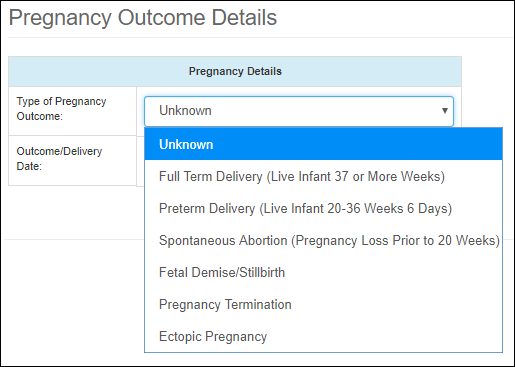 Pregnancy Outcome Details
Pregnancy Details
Type of Pregnancy
Outcome:
Unknown
Outcome/Delivery
Date:
Unknown
Full Term Delivery (Live Infant 37 or More Weeks)
Preterm Delivery (Live Infant 20-36 Weeks 6 Days)
Spontaneous Abortion (Pregnancy Loss Prior to 20 Weeks)
Fetal Demise/Stillbirth
Pregnancy Termination
Ectopic Pregnancy